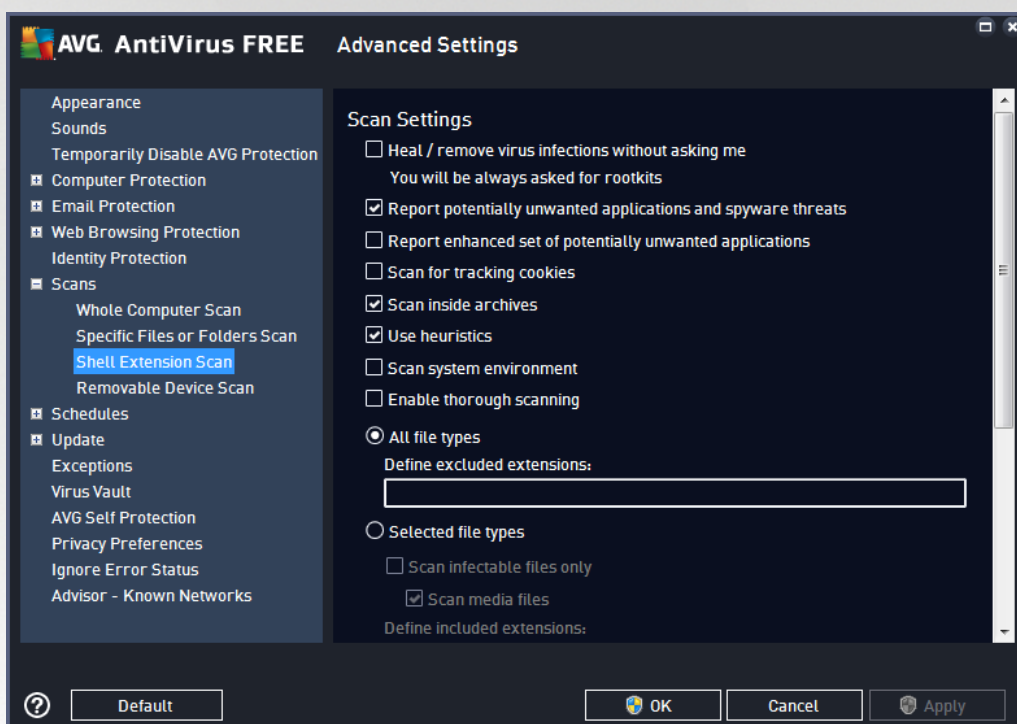 AVG. AntiVirus FREE
Advanced Settings
Appearance
Sounds
Temporarily Disable AVG Protection
Computer Protection
Email Protection
Web Browsing Protection
Identity Protection
Scans
Whole Computer Scan
Specific Files or Folders Scan
Shell Extension Scan
Removable Device Scan
Schedules
Update
Exceptions
Virus Vault
AVG Self Protection
Privacy Preferences
Ignore Error Status
Advisor - Known Networks
Scan Settings
Heal / remove virus infections without asking me
You will be always asked for rootkits
Report potentially unwanted applications and spyware threats
Report enhanced set of potentially unwanted applications
Scan for tracking cookies
Scan inside archives
Use heuristics
Scan system environment
Enable thorough scanning
All file types
Define excluded extensions:
Selected file types
Scan infectable files only
Scan media files
Define included extensions:
?
Default
OK
Cancel
Apply